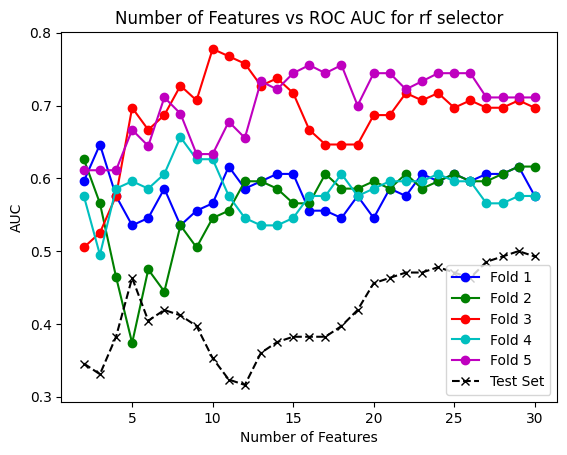 Number of Features vs ROC AUC for rf selector
AUC
0.8
0.7
0.6
0.5
0.4
0.3
5
10
15
20
25
30
Number of Features
Fold 1
Fold 2
Fold 3
Fold 4
Fold 5
Test Set